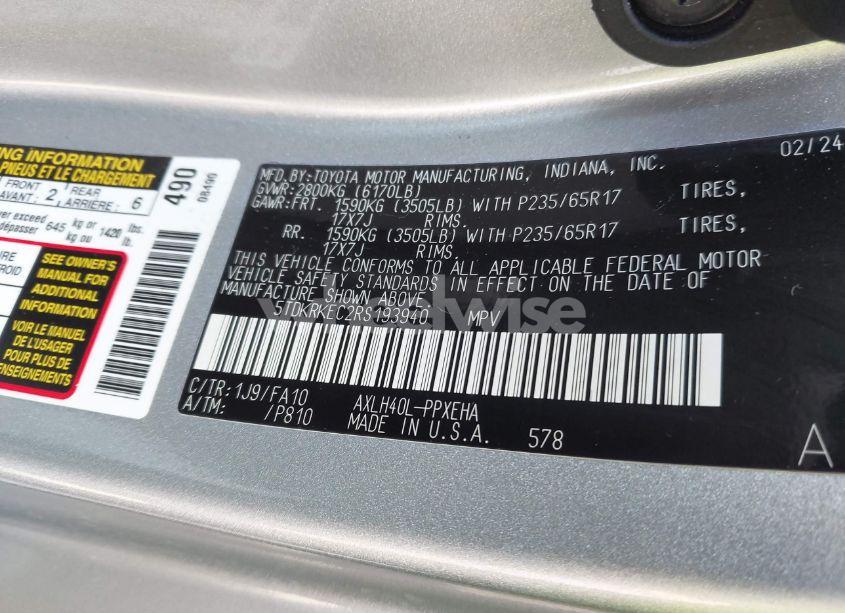 NG INFORMATION
PNEUS ET LE CHARGEMENT
FRONT AVANT: 2 REAR ARRIÈRE: 6
ver exceed
dépasser 645 kg or kg ou 1420 lbs. lb.
SEE OWNER'S
MANUAL FOR
ADDITIONAL
INFORMATION
VOIR LE MANUEL
DE L'USAGER
POUR PLUS DE
RENSEIGNEMENTS
490
08490
MFD. BY: TOYOTA MOTOR MANUFACTURING, INDIANA, INC. 02/24
GVWR: 2800KG (6170LB)
GAWR: FRT. 1590KG (3505LB) WITH P235/65R17 TIRES,
17X7J RIMS.
RR. 1590KG (3505LB) WITH P235/65R17 TIRES,
17X7J RIMS.
THIS VEHICLE CONFORMS TO ALL APPLICABLE FEDERAL MOTOR
VEHICLE SAFETY STANDARDS IN EFFECT ON THE DATE OF
MANUFACTURE SHOWN ABOVE.
5TDKRKEC2RS193940 MPV
C/TR: 1J9/FA10 AXLH40L-PPXEHA
A/TM: /P810 MADE IN U.S.A. 578
A